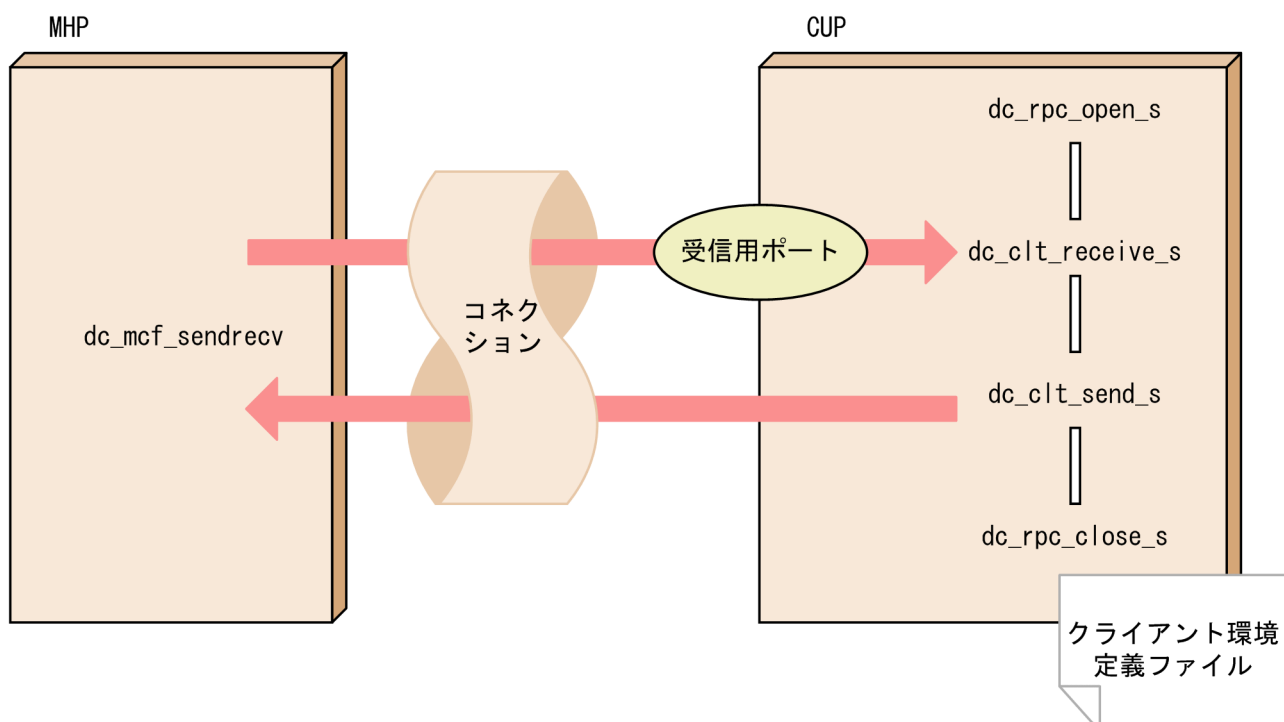 MHP
CUP
dc_rpc_open_s
受信用ポート
dc_clt_receive_s
コネク
ション
dc_mcf_sendrecv
dc_clt_send_s
dc_rpc_close_s
クライアント環境
定義ファイル